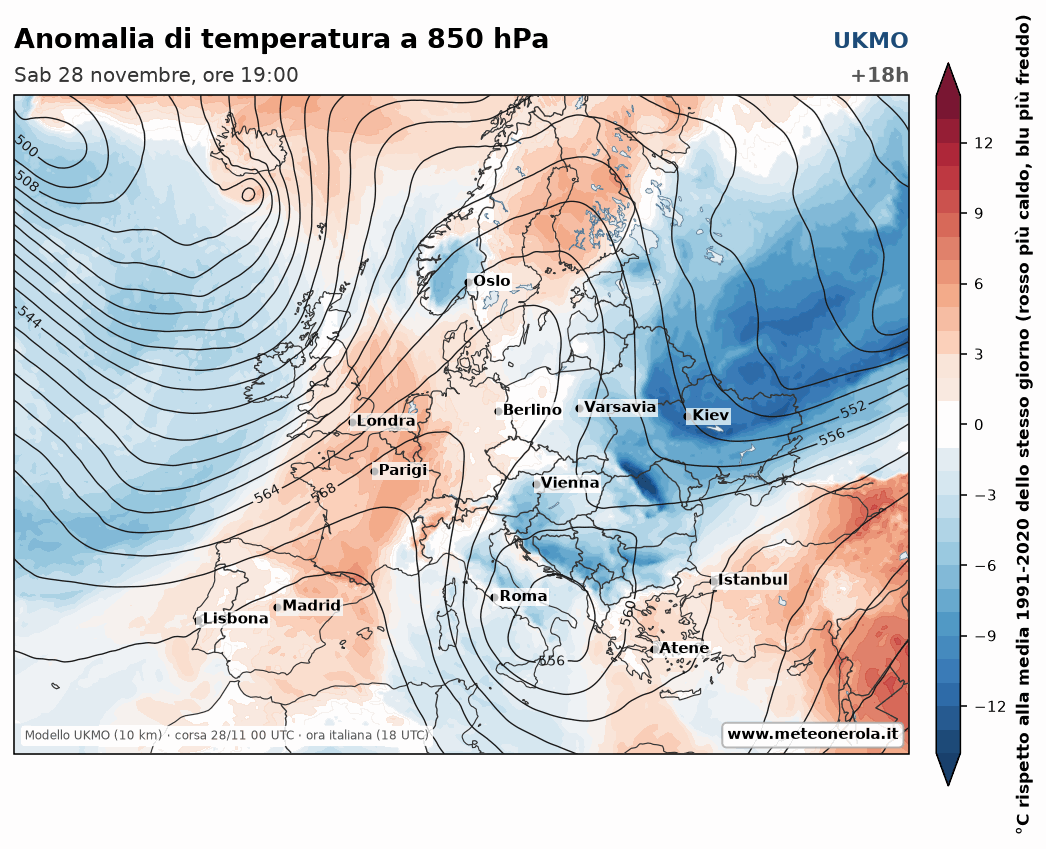 Anomalia di temperatura a 850 hPa
UKMO
Sab 28 novembre, ore 19:00
+18h
500
508
544
552
556
564
568
560
556
Oslo
Berlino
Varsavia
Kiev
Londra
Parigi
Vienna
Istanbul
Roma
Madrid
Lisbona
Atene
Modello UKMO (10 km) · corsa 28/11 00 UTC · ora italiana (18 UTC)
www.meteonerola.it
12
9
6
3
0
−3
−6
−9
−12
°C rispetto alla media 1991-2020 dello stesso giorno (rosso più caldo, blu più freddo)